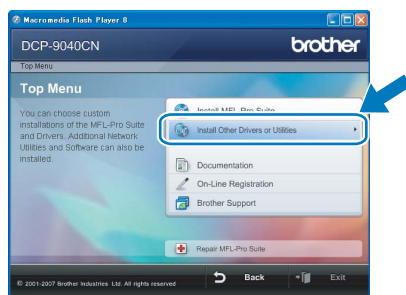 Macromedia Flash Player 8
DCP-9040CN
brother
Top Menu
Top Menu
You can choose custom
installations of the MFL-Pro Suite
and Drivers. Additional Network
Utilities and Software can also be
installed.
Install MFL-Pro Suite
Install Other Drivers or Utilities
Documentation
On-Line Registration
Brother Support
Repair MFL-Pro Suite
© 2001-2007 Brother Industries Ltd. All rights reserved
Back
Exit